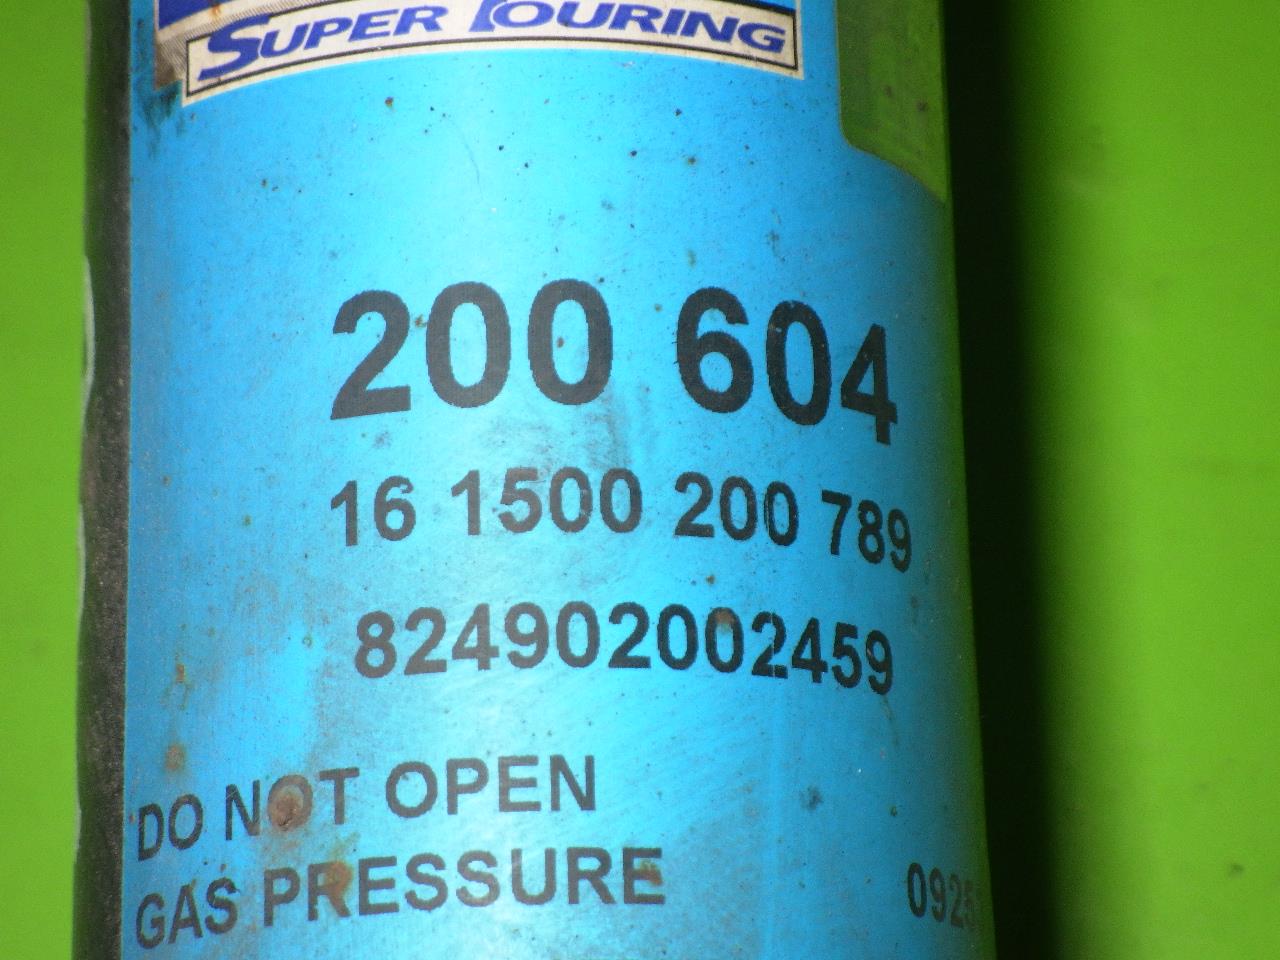 SUPER TOURING
200 604
16 1500 200 789
824902002459
DO NOT OPEN
GAS PRESSURE